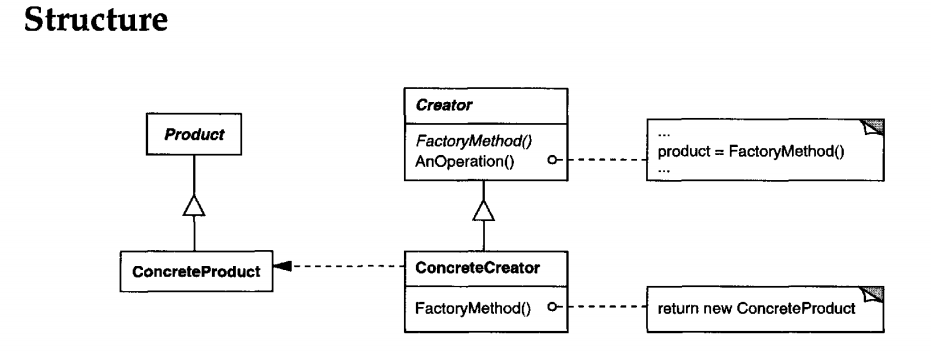 Structure
Product
ConcreteProduct
Creator
FactoryMethod()
AnOperation()
...
product = FactoryMethod()
...
ConcreteCreator
FactoryMethod()
return new ConcreteProduct